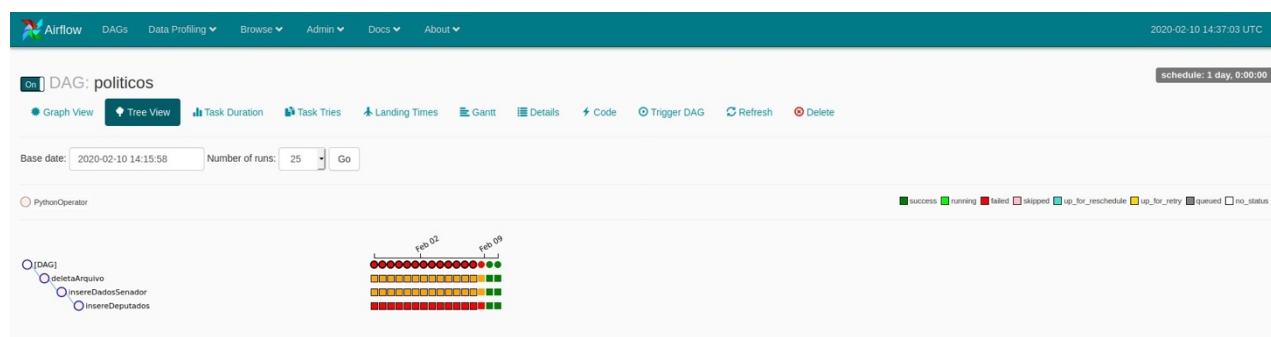 Airflow DAGs Data Profiling Browse Admin Docs About 2020-02-10 14:37:03 UTC
On DAG: politicos schedule: 1 day, 0:00:00
Graph View Tree View Task Duration Task Tries Landing Times Gantt Details Code Trigger DAG Refresh Delete
Base date: 2020-02-10 14:15:58 Number of runs: 25 Go
PythonOperator success running failed skipped up_for_reschedule up_for_retry queued no_status
Feb 02 Feb 09
[DAG]
deletaArquivo
insereDadosSenador
insereDeputados